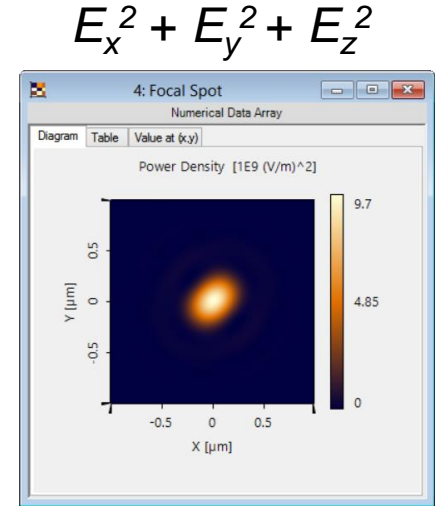 Ex² + Ey² + Ez²
4: Focal Spot
Numerical Data Array
Diagram Table Value at (x,y)
Power Density [1E9 (V/m)^2]
9.7
0.5
4.85
Y [µm]
0
-0.5
0
-0.5 0 0.5
X [µm]